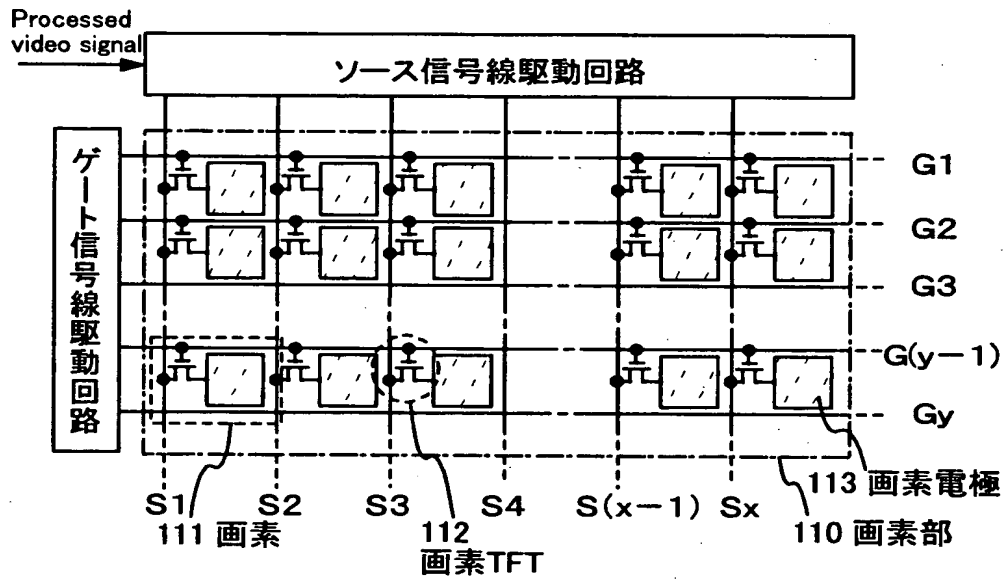 Processed
video signal
ソース信号線駆動回路
ゲート信号線駆動回路
G1
G2
G3
G(y−1)
Gy
S1
S2
S3
S4
S(x−1)
Sx
113 画素電極
111 画素
112
画素TFT
110 画素部